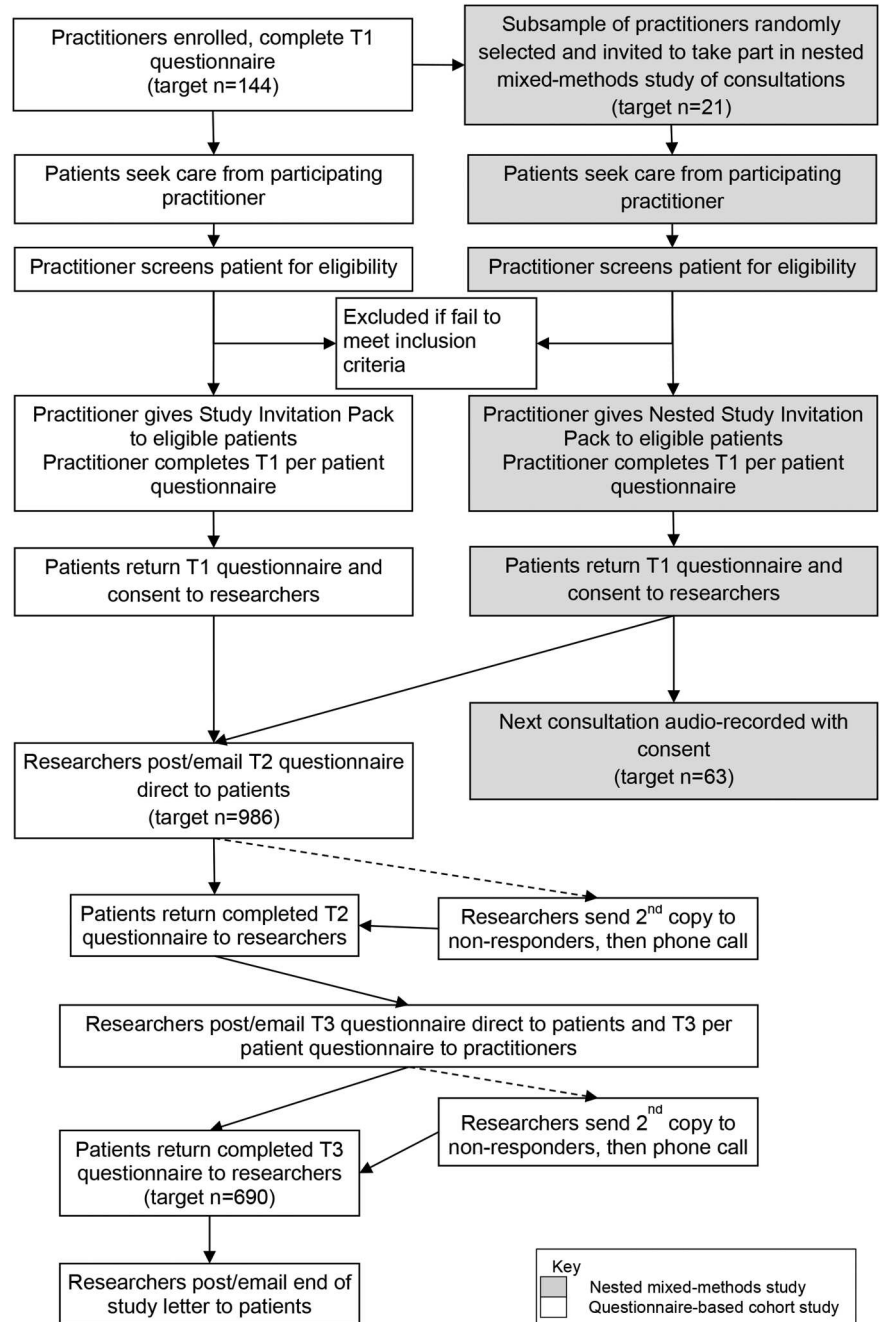 Practitioners enrolled, complete T1
questionnaire
(target n=144)
Subsample of practitioners randomly
selected and invited to take part in nested
mixed-methods study of consultations
(target n=21)
Patients seek care from participating
practitioner
Patients seek care from participating
practitioner
Practitioner screens patient for eligibility
Practitioner screens patient for eligibility
Excluded if fail to
meet inclusion
criteria
Practitioner gives Study Invitation Pack
to eligible patients
Practitioner completes T1 per patient
questionnaire
Practitioner gives Nested Study Invitation
Pack to eligible patients
Practitioner completes T1 per patient
questionnaire
Patients return T1 questionnaire and
consent to researchers
Patients return T1 questionnaire and
consent to researchers
Next consultation audio-recorded with
consent
(target n=63)
Researchers post/email T2 questionnaire
direct to patients
(target n=986)
Patients return completed T2
questionnaire to researchers
Researchers send 2nd copy to
non-responders, then phone call
Researchers post/email T3 questionnaire direct to patients and T3 per
patient questionnaire to practitioners
Researchers send 2nd copy to
non-responders, then phone call
Patients return completed T3
questionnaire to researchers
(target n=690)
Researchers post/email end of
study letter to patients
Key
Nested mixed-methods study
Questionnaire-based cohort study